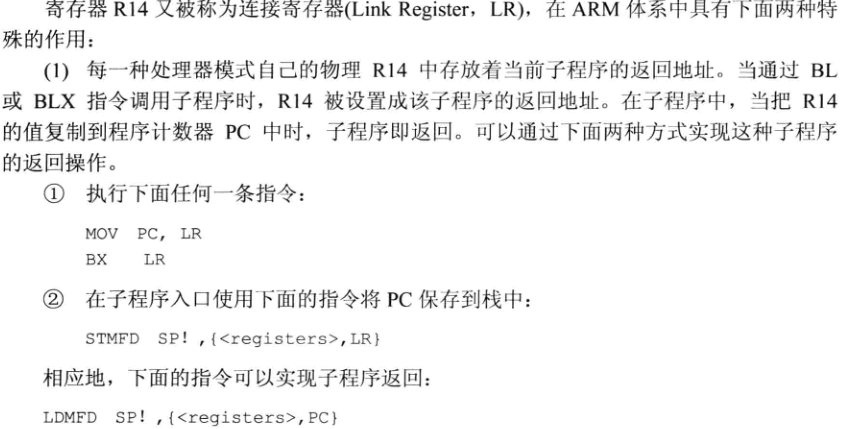 寄存器 R14 又被称为连接寄存器(Link Register，LR)，在 ARM 体系中具有下面两种特
殊的作用：
(1) 每一种处理器模式自己的物理 R14 中存放着当前子程序的返回地址。当通过 BL
或 BLX 指令调用子程序时，R14 被设置成该子程序的返回地址。在子程序中，当把 R14
的值复制到程序计数器 PC 中时，子程序即返回。可以通过下面两种方式实现这种子程序
的返回操作。
① 执行下面任何一条指令：
MOV PC, LR
BX LR
② 在子程序入口使用下面的指令将 PC 保存到栈中：
STMFD SP!,{<registers>,LR}
相应地，下面的指令可以实现子程序返回：
LDMFD SP!,{<registers>,PC}